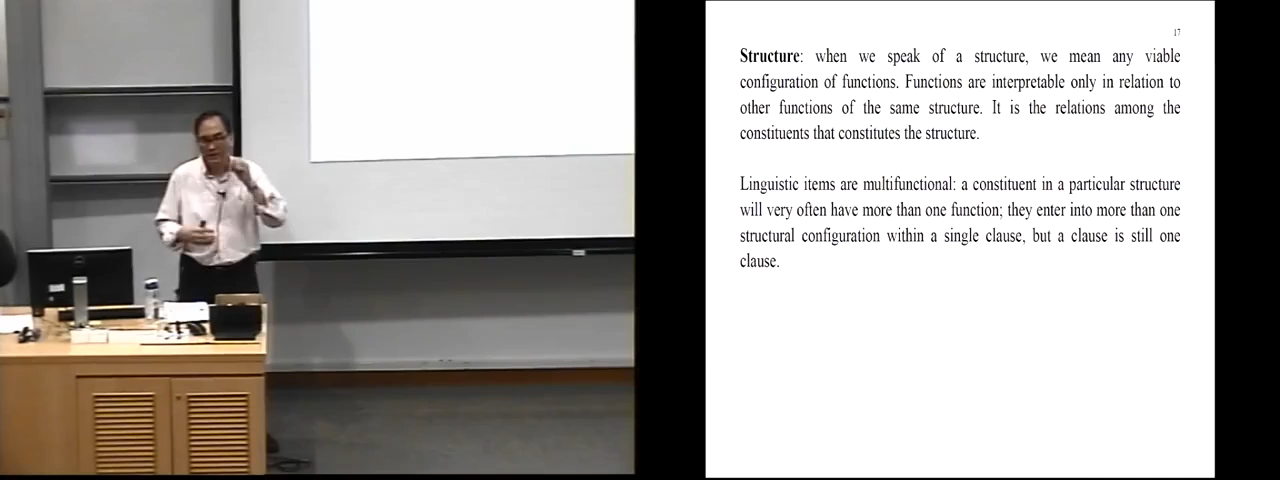 17
Structure: when we speak of a structure, we mean any viable
configuration of functions. Functions are interpretable only in relation to
other functions of the same structure. It is the relations among the
constituents that constitutes the structure.
Linguistic items are multifunctional: a constituent in a particular structure
will very often have more than one function; they enter into more than one
structural configuration within a single clause, but a clause is still one
clause.